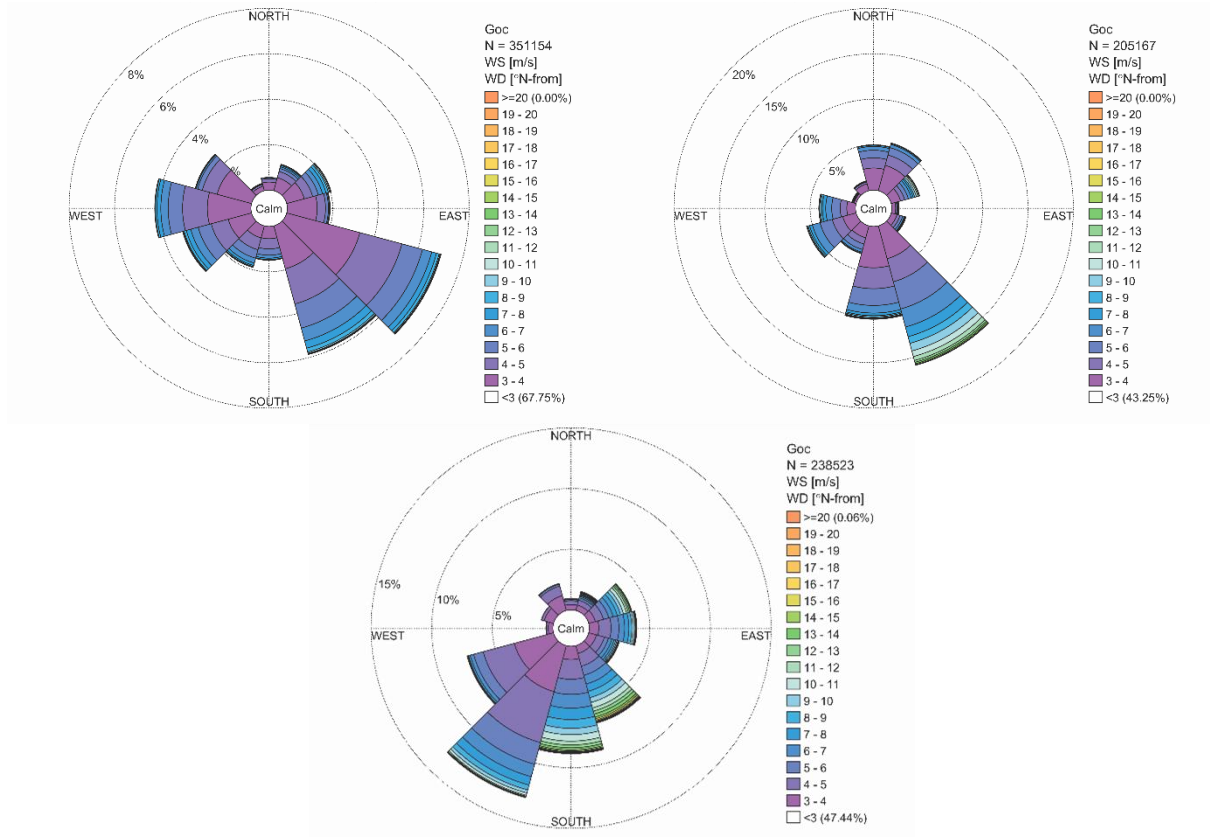 NORTH
8%
6%
4%
%
Calm
WEST
EAST
SOUTH
Goc
N = 351154
WS [m/s]
WD [°N-from]
>=20 (0.00%)
19 - 20
18 - 19
17 - 18
16 - 17
15 - 16
14 - 15
13 - 14
12 - 13
11 - 12
10 - 11
9 - 10
8 - 9
7 - 8
6 - 7
5 - 6
4 - 5
3 - 4
<3 (67.75%)
NORTH
20%
15%
10%
5%
Calm
WEST
EAST
SOUTH
Goc
N = 205167
WS [m/s]
WD [°N-from]
>=20 (0.00%)
19 - 20
18 - 19
17 - 18
16 - 17
15 - 16
14 - 15
13 - 14
12 - 13
11 - 12
10 - 11
9 - 10
8 - 9
7 - 8
6 - 7
5 - 6
4 - 5
3 - 4
<3 (43.25%)
NORTH
15%
10%
5%
Calm
WEST
EAST
SOUTH
Goc
N = 238523
WS [m/s]
WD [°N-from]
>=20 (0.06%)
19 - 20
18 - 19
17 - 18
16 - 17
15 - 16
14 - 15
13 - 14
12 - 13
11 - 12
10 - 11
9 - 10
8 - 9
7 - 8
6 - 7
5 - 6
4 - 5
3 - 4
<3 (47.44%)